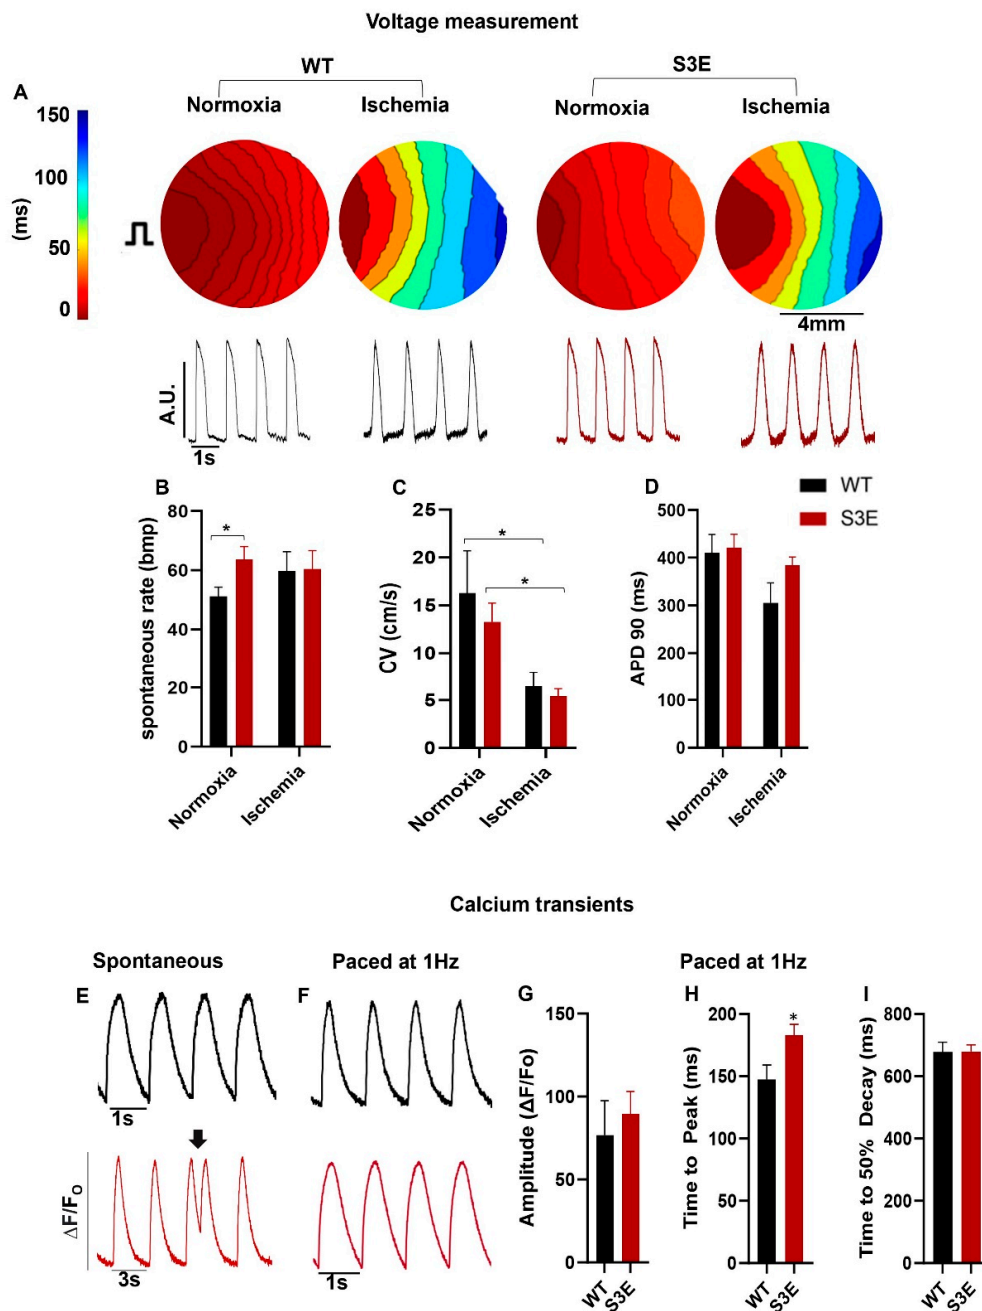 Voltage measurement
WT
S3E
A
Normoxia
Ischemia
Normoxia
Ischemia
150
100
50
0
(ms)
4mm
A.U.
1s
B
C
D
WT
S3E
spontaneous rate (bmp)
80
60
40
20
0
*
Normoxia
Ischemia
CV (cm/s)
25
20
15
10
5
0
*
*
Normoxia
Ischemia
APD 90 (ms)
500
400
300
200
100
0
Normoxia
Ischemia
Calcium transients
Spontaneous
Paced at 1Hz
Paced at 1Hz
E
F
G
H
I
1s
ΔF/FO
3s
1s
Amplitude (ΔF/Fo)
150
100
50
0
WT
S3E
Time to Peak (ms)
200
150
100
50
0
*
WT
S3E
Time to 50% Decay (ms)
800
600
400
200
0
WT
S3E